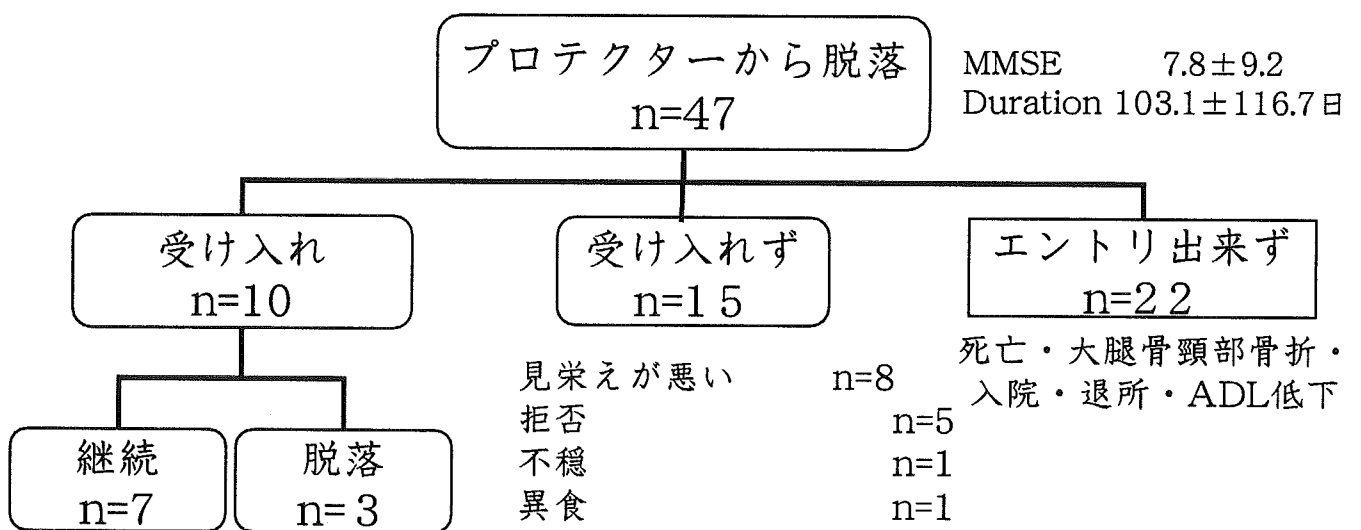 プロテクターから脱落
n=47
MMSE 7.8±9.2
Duration 103.1±116.7日
受け入れ
n=10
受け入れず
n=15
エントリ出来ず
n=22
死亡・大腿骨頸部骨折・
入院・退所・ADL低下
見栄えが悪い n=8
拒否 n=5
不穏 n=1
異食 n=1
継続
n=7
脱落
n=3